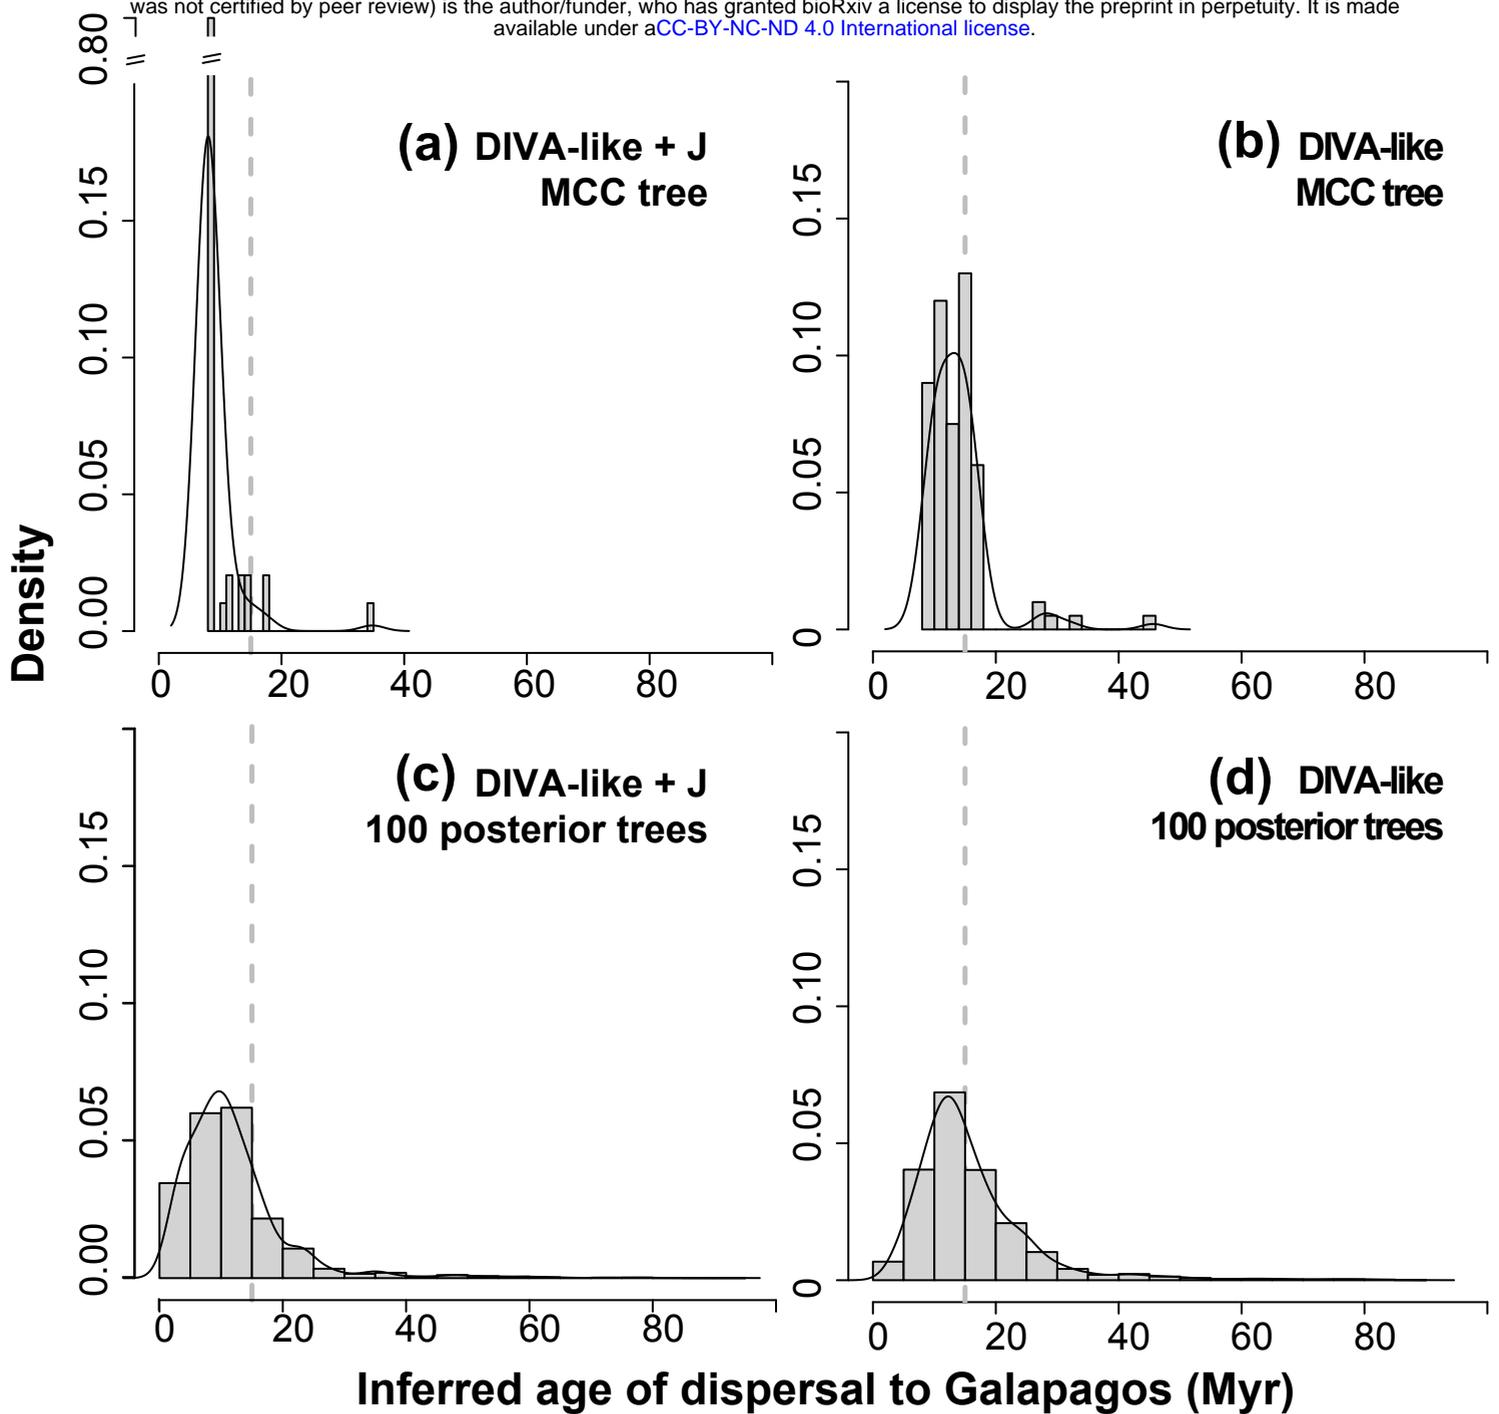 was not certified by peer review) is the author/funder, who has granted bioRxiv a license to display the preprint in perpetuity. It is made
available under aCC-BY-NC-ND 4.0 International license.
(a) DIVA-like + J
MCC tree
0.00 0.05 0.10 0.15 0.80
0 20 40 60 80
(b) DIVA-like
MCC tree
0 0.05 0.10 0.15
0 20 40 60 80
Density
(c) DIVA-like + J
100 posterior trees
0.00 0.05 0.10 0.15
0 20 40 60 80
(d) DIVA-like
100 posterior trees
0 0.05 0.10 0.15
0 20 40 60 80
Inferred age of dispersal to Galapagos (Myr)